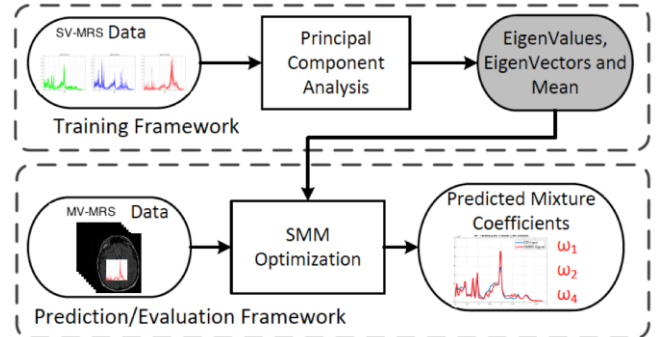 SV-MRS Data
Principal
Component
Analysis
EigenValues,
EigenVectors and
Mean
Training Framework
MV-MRS Data
SMM
Optimization
Predicted Mixture
Coefficients
ω1
ω2
ω4
Prediction/Evaluation Framework